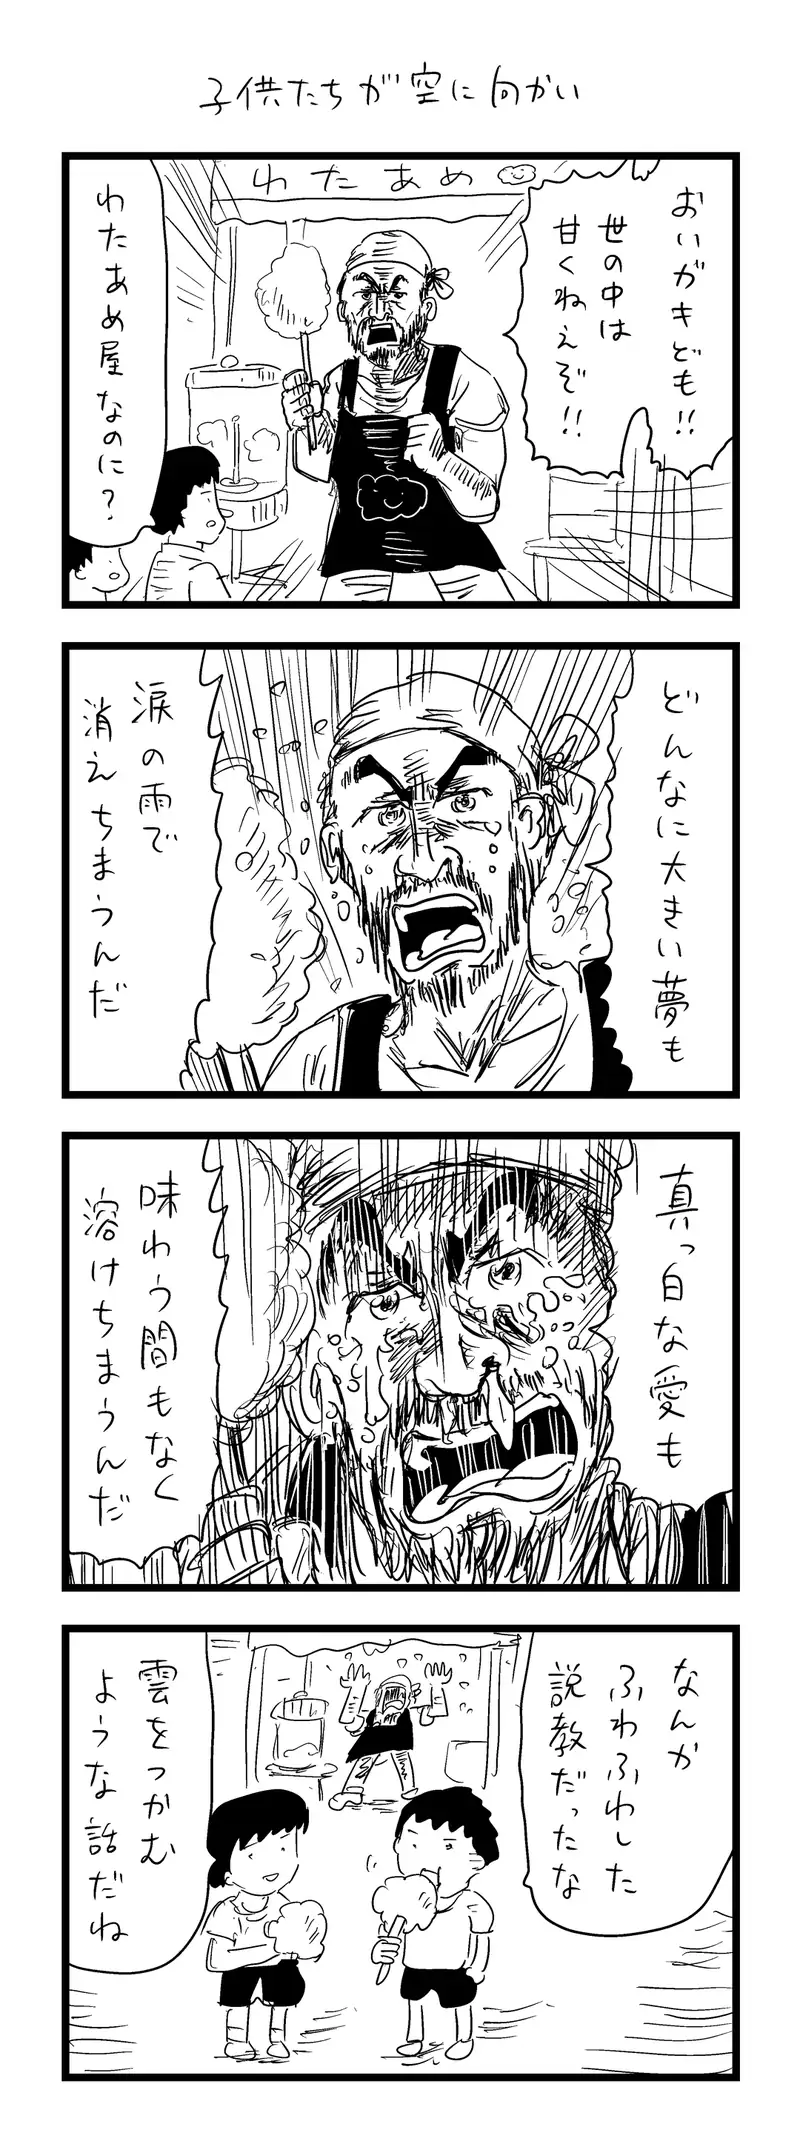 子供たちが空に向かい
わたあめ
おいガキども!!
世の中は
甘くねえぞ!!
わたあめ屋なのに?
どんなに大きい夢も
涙の雨で
消えちまうんだ
真っ白な愛も
味わう間もなく
溶けちまうんだ
なんか
ふわふわした
説教だったな
雲をつかむ
ような話だね